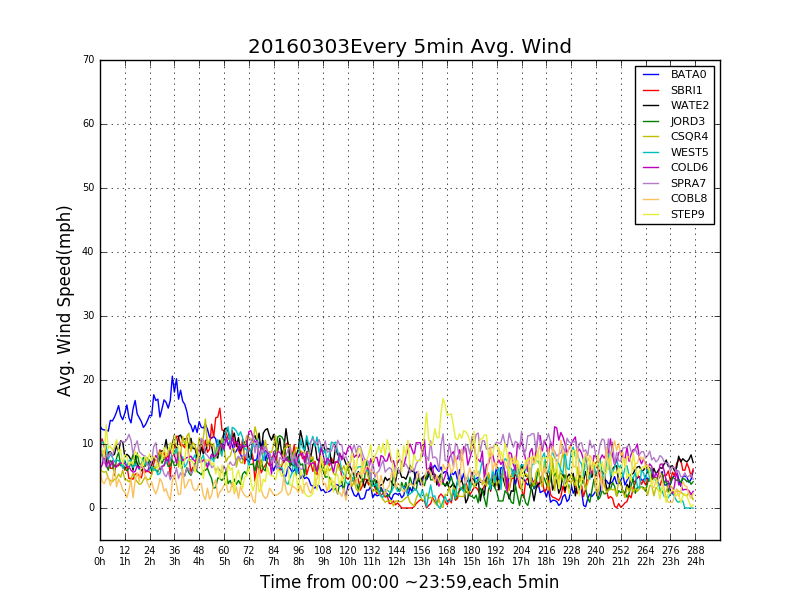 20160303Every 5min Avg. Wind
70
60
50
40
30
20
10
0
Avg. Wind Speed(mph)
BATA0
SBRI1
WATE2
JORD3
CSQR4
WEST5
COLD6
SPRA7
COBL8
STEP9
0 12 24 36 48 60 72 84 96 108 120 132 144 156 168 180 192 204 216 228 240 252 264 276 288
0h 1h 2h 3h 4h 5h 6h 7h 8h 9h 10h 11h 12h 13h 14h 15h 16h 17h 18h 19h 20h 21h 22h 23h 24h
Time from 00:00 ~23:59,each 5min